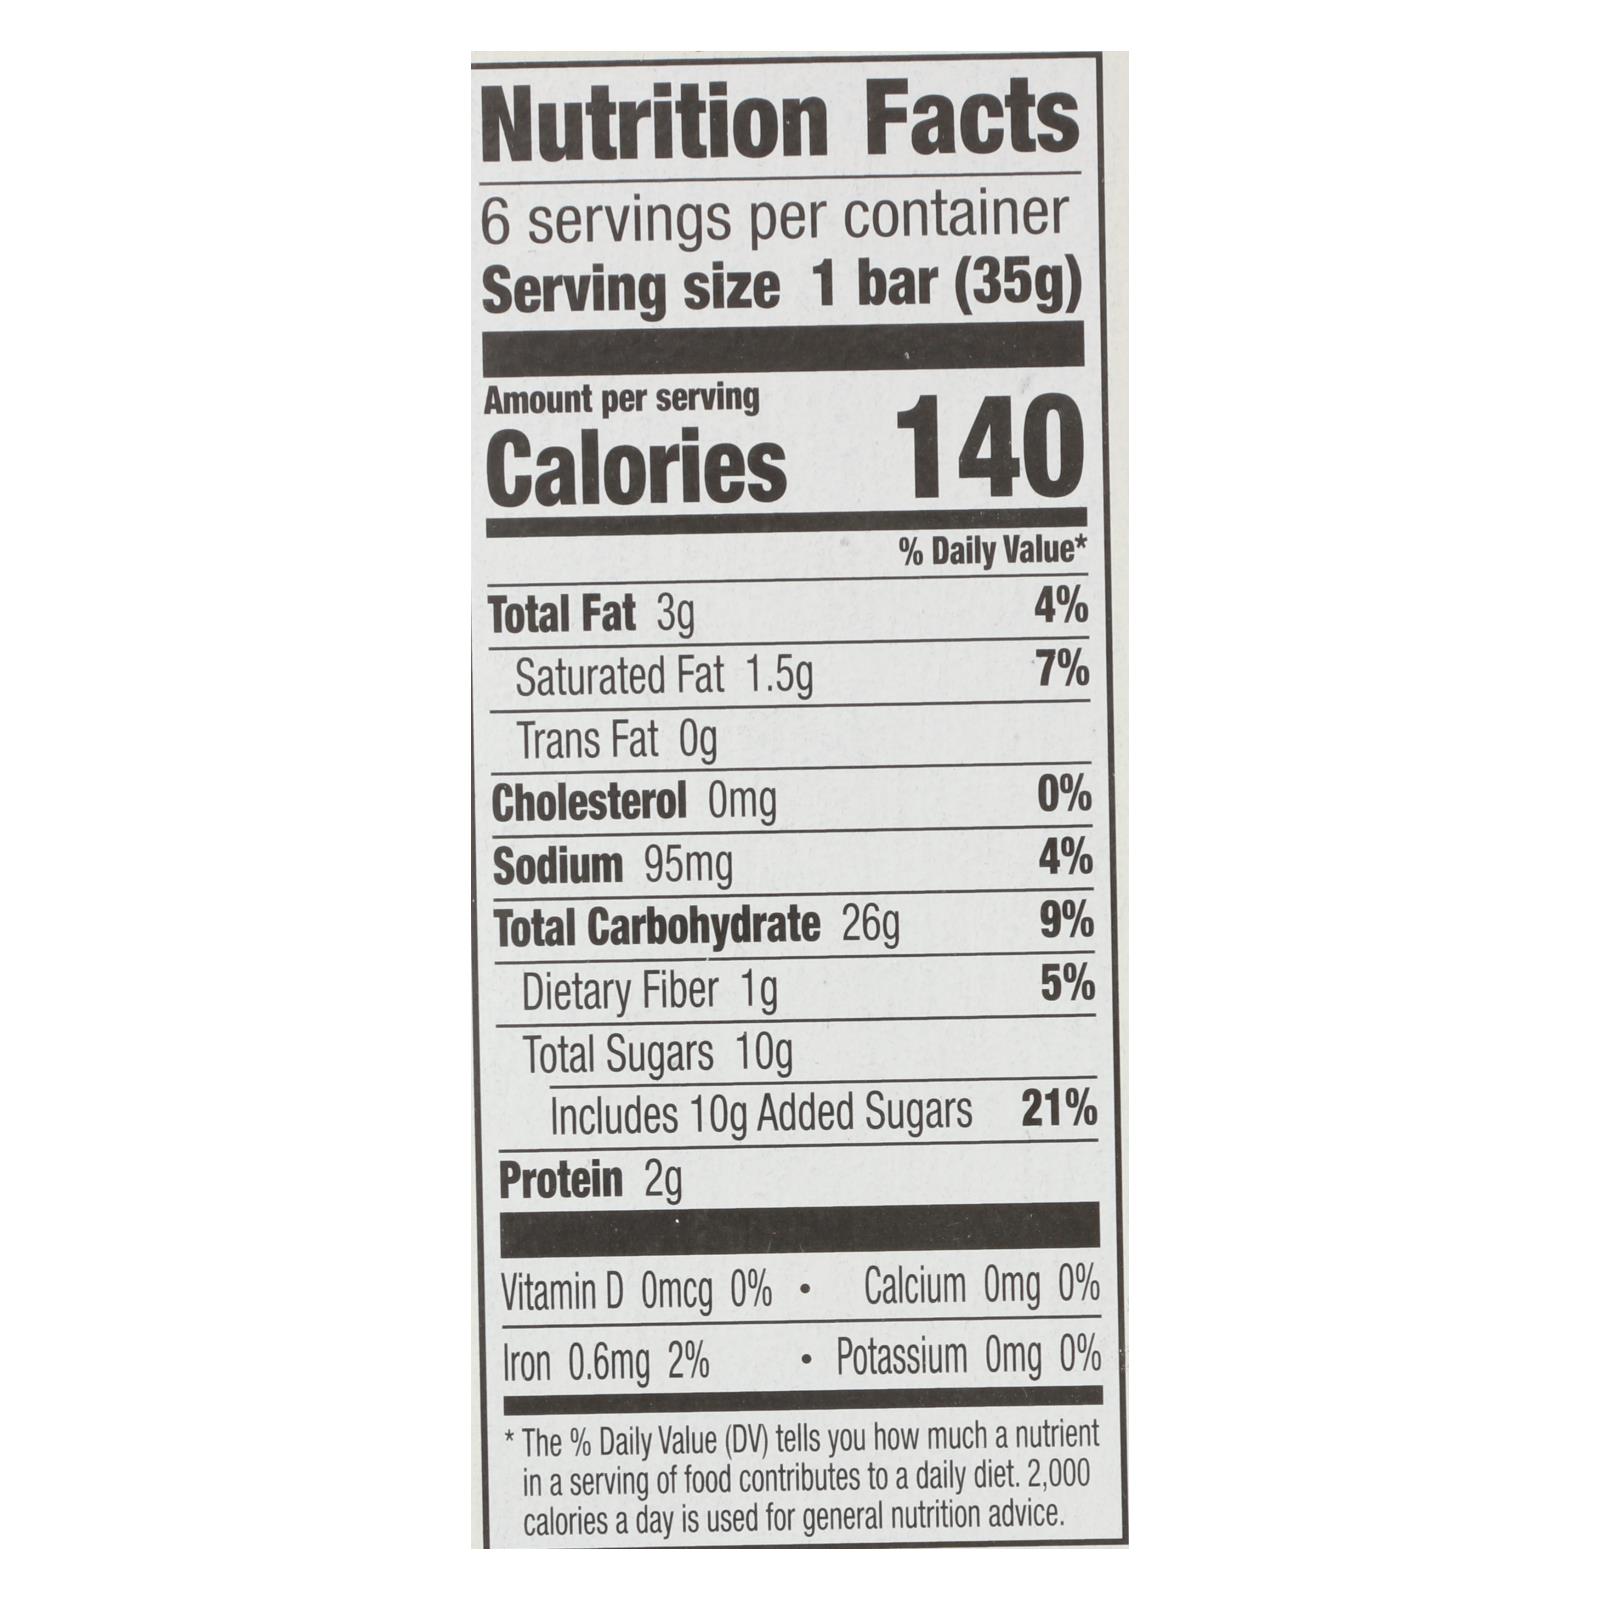 Nutrition Facts
6 servings per container
Serving size 1 bar (35g)
Amount per serving
Calories 140
% Daily Value*
Total Fat 3g 4%
Saturated Fat 1.5g 7%
Trans Fat 0g
Cholesterol 0mg 0%
Sodium 95mg 4%
Total Carbohydrate 26g 9%
Dietary Fiber 1g 5%
Total Sugars 10g
Includes 10g Added Sugars 21%
Protein 2g
Vitamin D 0mcg 0% • Calcium 0mg 0%
Iron 0.6mg 2% • Potassium 0mg 0%
* The % Daily Value (DV) tells you how much a nutrient
in a serving of food contributes to a daily diet. 2,000
calories a day is used for general nutrition advice.